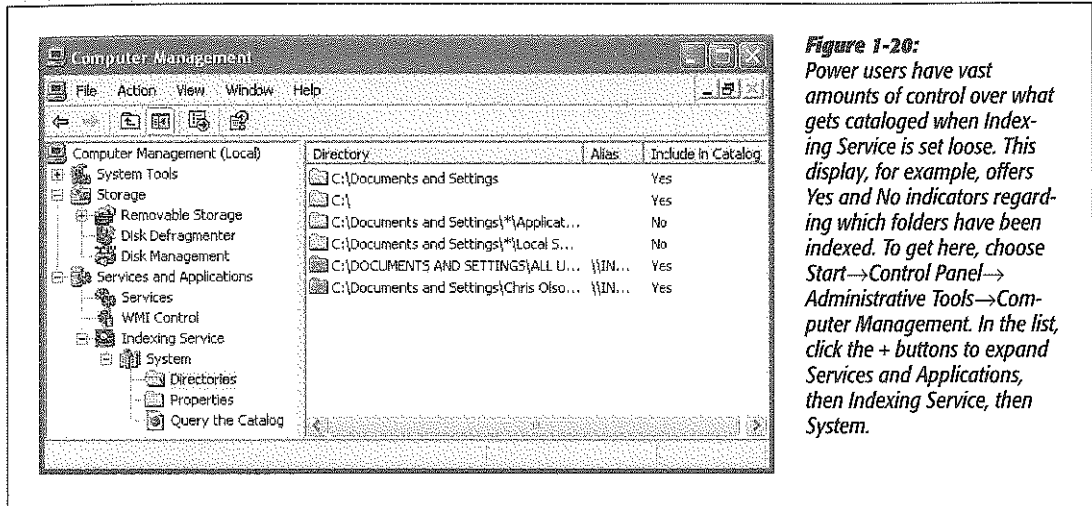 Computer Management
File Action View Window Help
Computer Management (Local)
System Tools
Storage
Removable Storage
Disk Defragmenter
Disk Management
Services and Applications
Services
WMI Control
Indexing Service
System
Directories
Properties
Query the Catalog
Directory Alias Include in Catalog
C:\Documents and Settings Yes
C:\ Yes
C:\Documents and Settings\*\Applicat... No
C:\Documents and Settings\*\Local S... No
C:\DOCUMENTS AND SETTINGS\ALL U... \\IN... Yes
C:\Documents and Settings\Chris Olso... \\IN... Yes
Figure 1-20:
Power users have vast
amounts of control over what
gets cataloged when Index-
ing Service is set loose. This
display, for example, offers
Yes and No indicators regard-
ing which folders have been
indexed. To get here, choose
Start→Control Panel→
Administrative Tools→Com-
puter Management. In the list,
click the + buttons to expand
Services and Applications,
then Indexing Service, then
System.